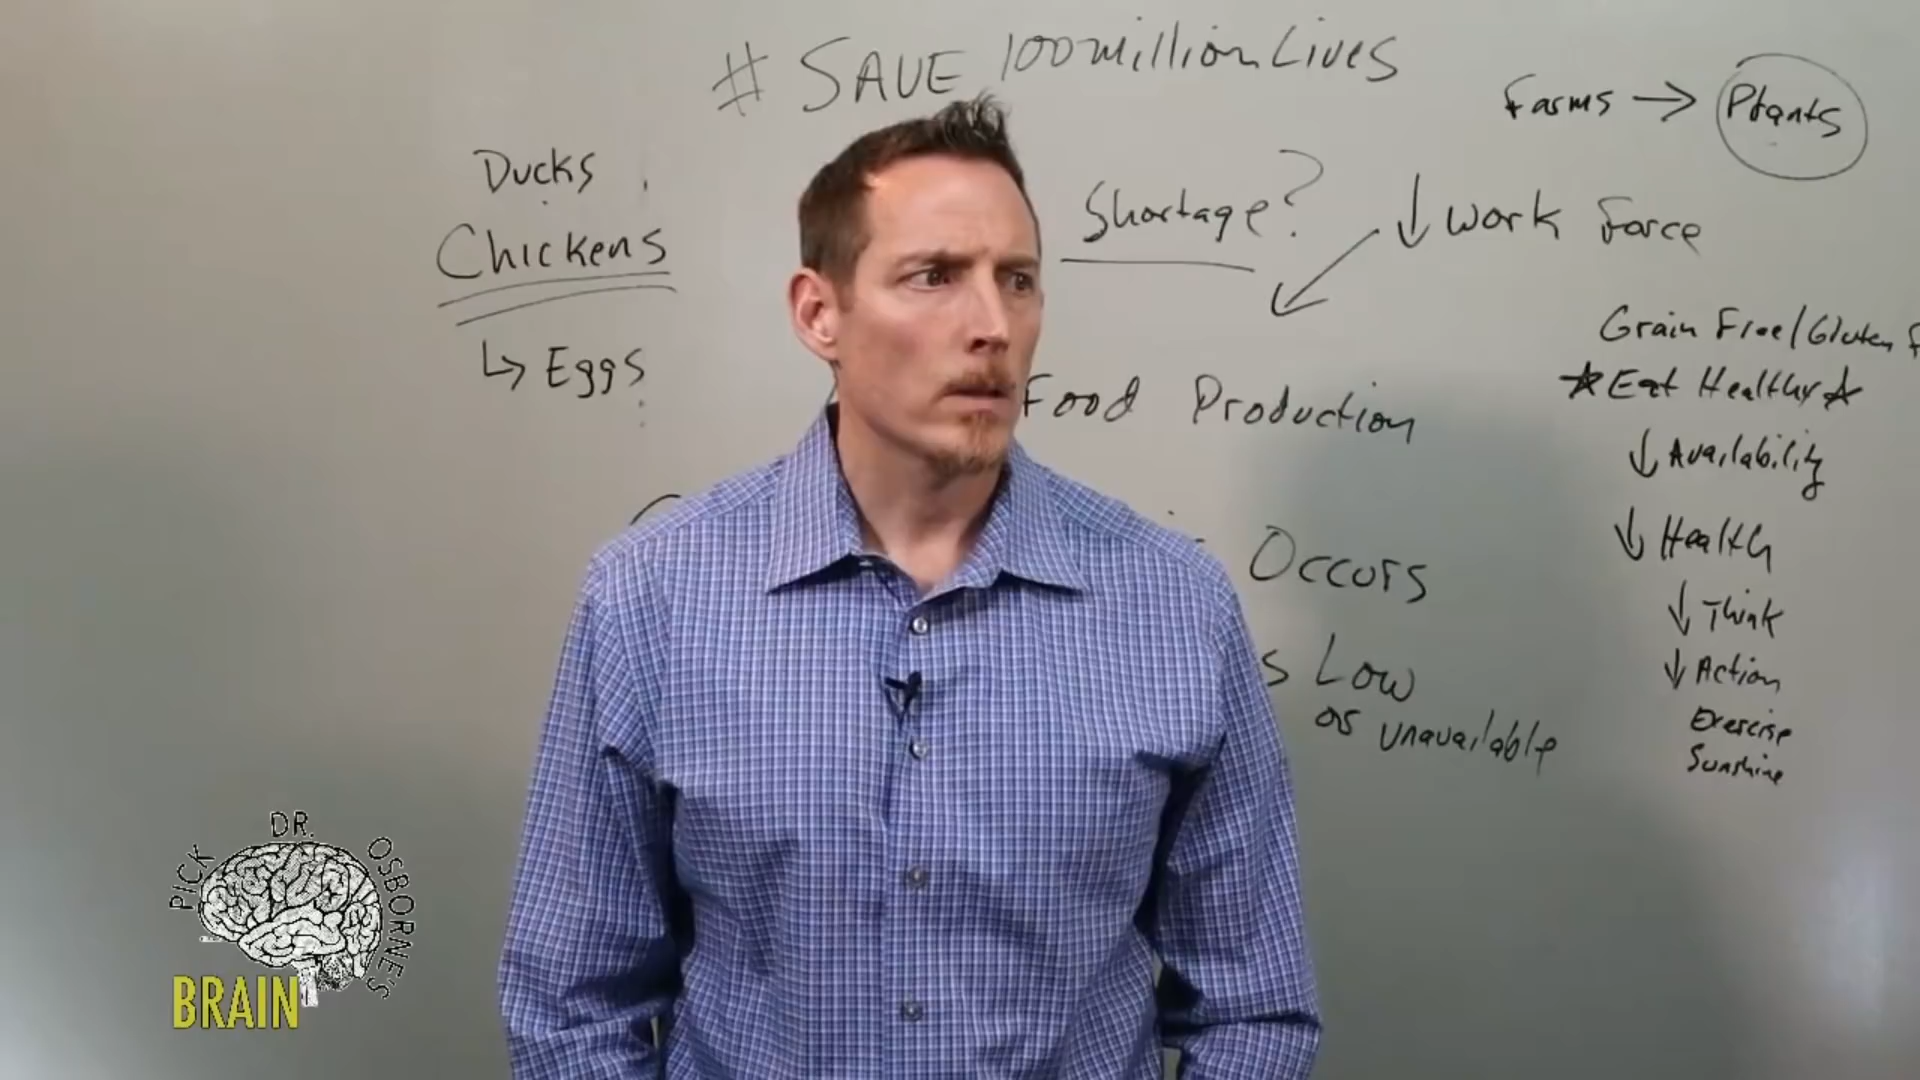 # SAVE 100 million Lives
Farms → Plants
Ducks
Chickens
↳ Eggs
Shortage?
↓ Work Force
Food Production
Occurs
s Low
or unavailable
Grain Free/Gluten F
★ Eat Healthy ★
↓ Availability
↓ Health
↓ Think
↓ Action
Exercise
Sunshine
PICK DR. OSBORNE'S
BRAIN